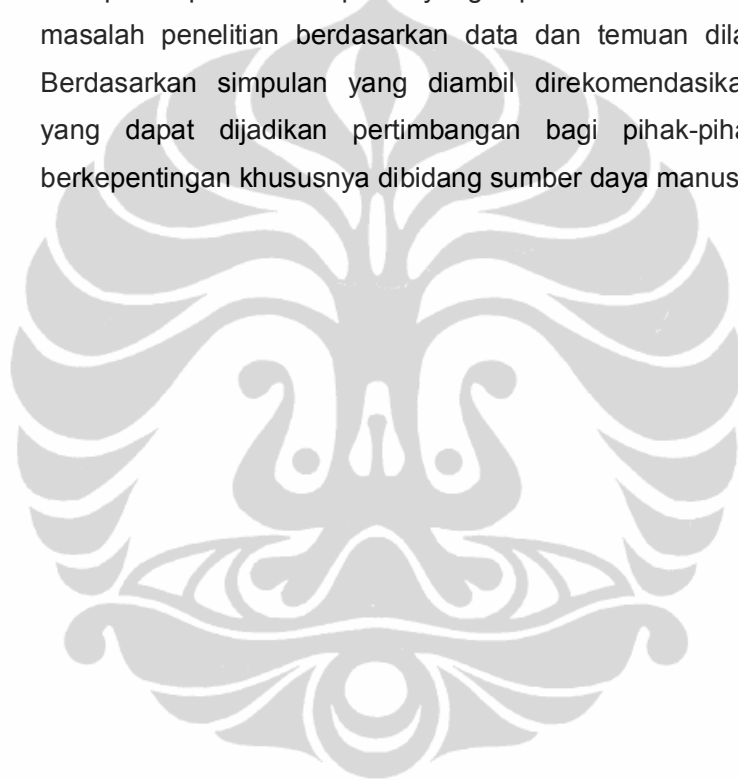 masalah penelitian berdasarkan data dan temuan dila
Berdasarkan simpulan yang diambil direkomendasika
yang dapat dijadikan pertimbangan bagi pihak-piha
berkepentingan khususnya dibidang sumber daya manus